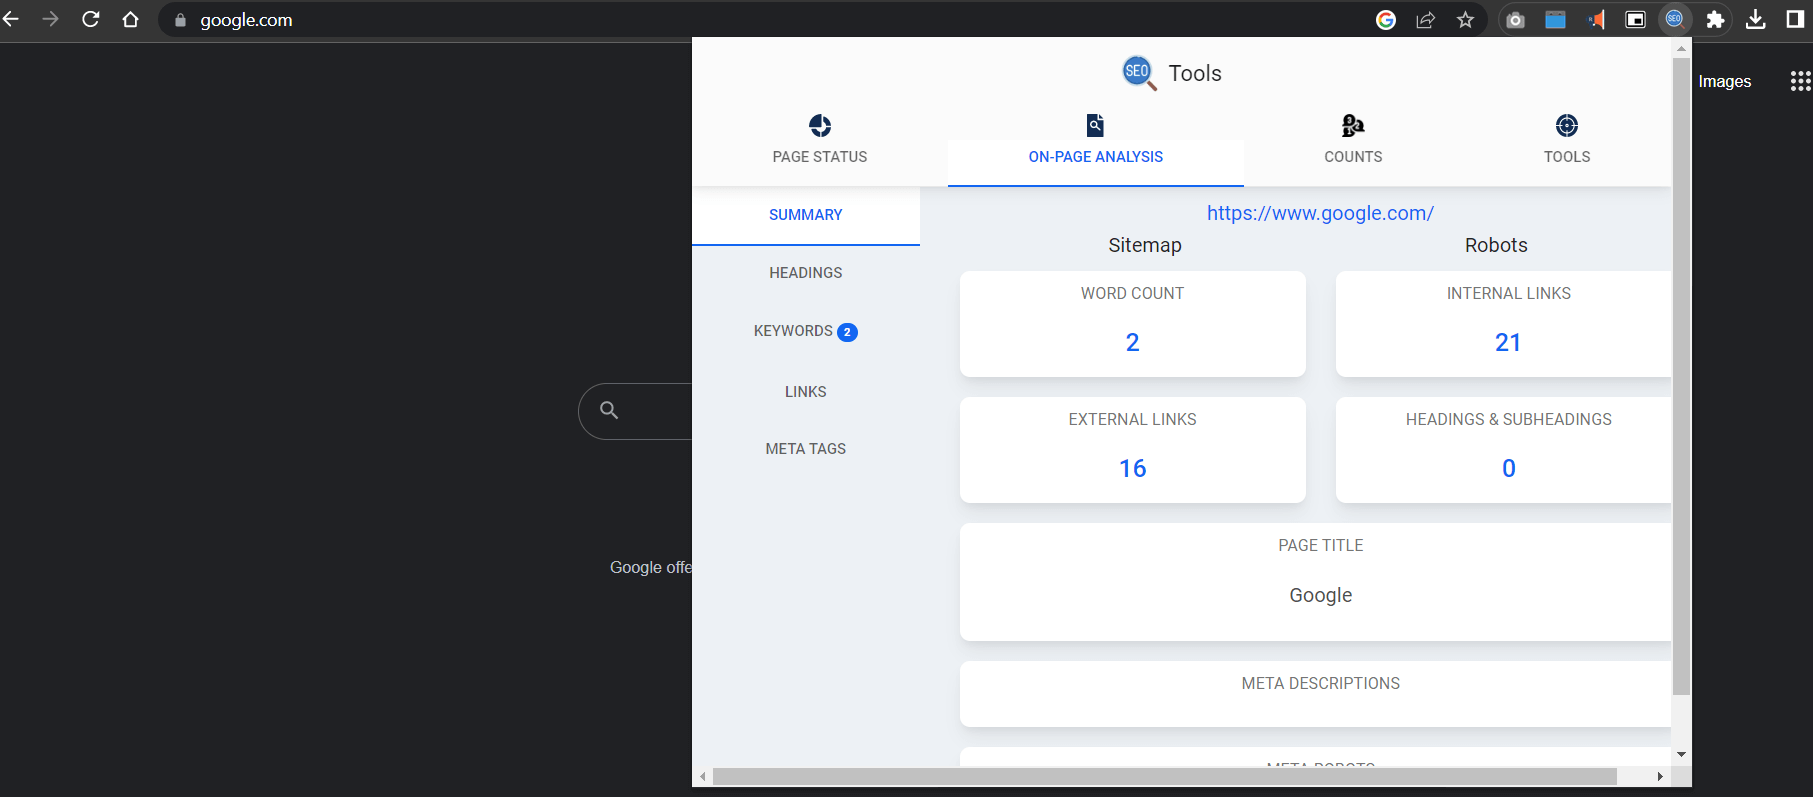 google.com
SEO Tools
Images
PAGE STATUS
ON-PAGE ANALYSIS
COUNTS
TOOLS
SUMMARY
HEADINGS
KEYWORDS 2
LINKS
META TAGS
https://www.google.com/
Sitemap
Robots
WORD COUNT
2
INTERNAL LINKS
21
EXTERNAL LINKS
16
HEADINGS & SUBHEADINGS
0
PAGE TITLE
Google
META DESCRIPTIONS
META ROBOTS
Google offe